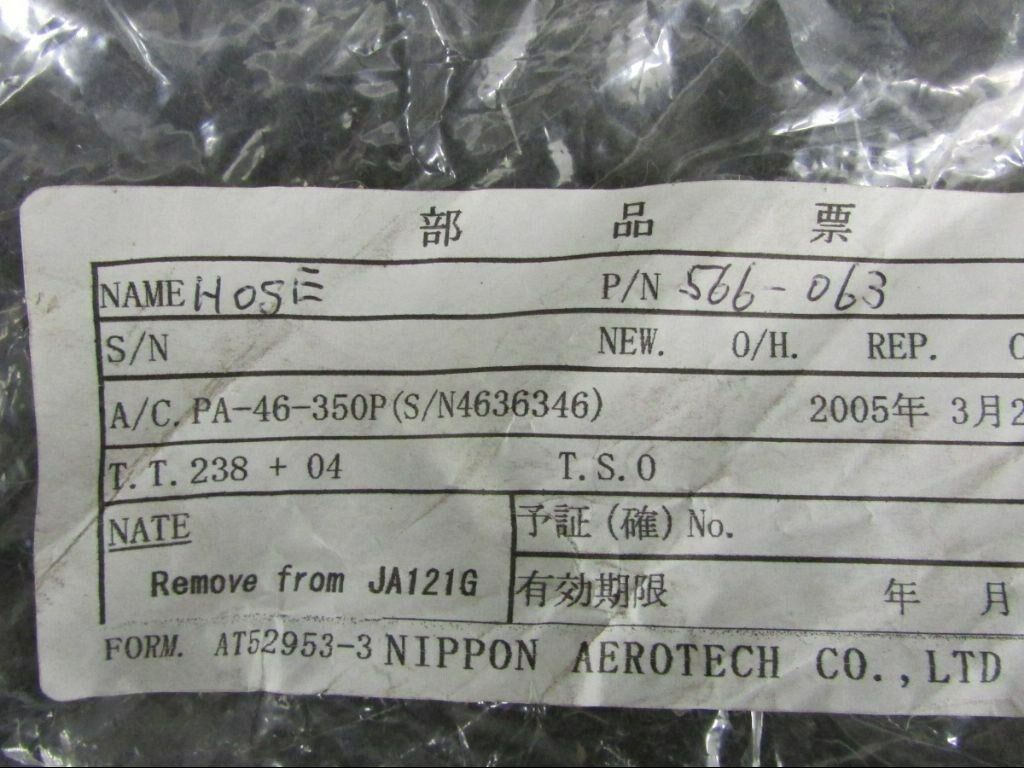 部 品 票
NAME HOSE P/N 566-063
S/N NEW. O/H. REP.
A/C. PA-46-350P(S/N4636346) 2005年 3月2
T.T. 238 + 04 T.S.O
NATE 予証(確)No.
Remove from JA121G 有効期限 年 月
FORM. AT52953-3 NIPPON AEROTECH CO.,LTD